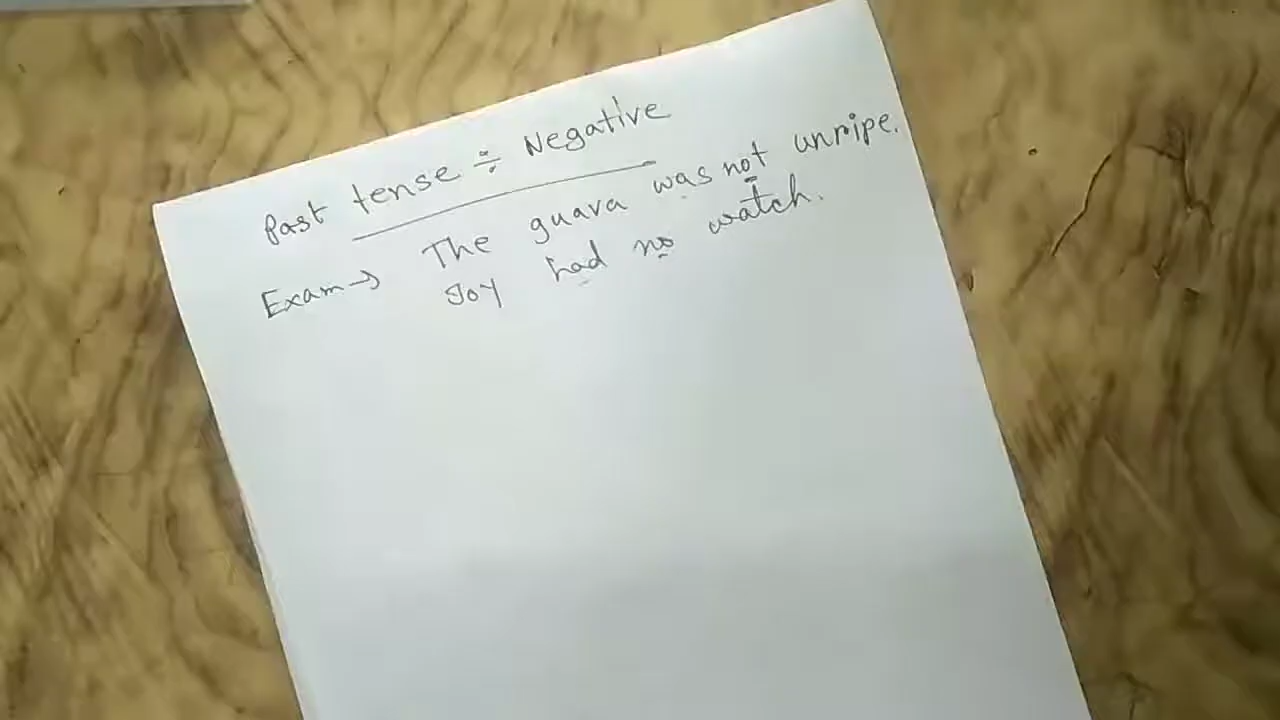 Past tense ÷ Negative
Exam→ The guava was not unripe.
Joy had no watch.